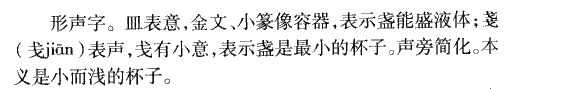 形声字。皿表意,金文、小篆像容器,表示盏能盛液体;戔
(戋jiān)表声,戋有小意,表示盏是最小的杯子。声旁简化。本
义是小而浅的杯子。